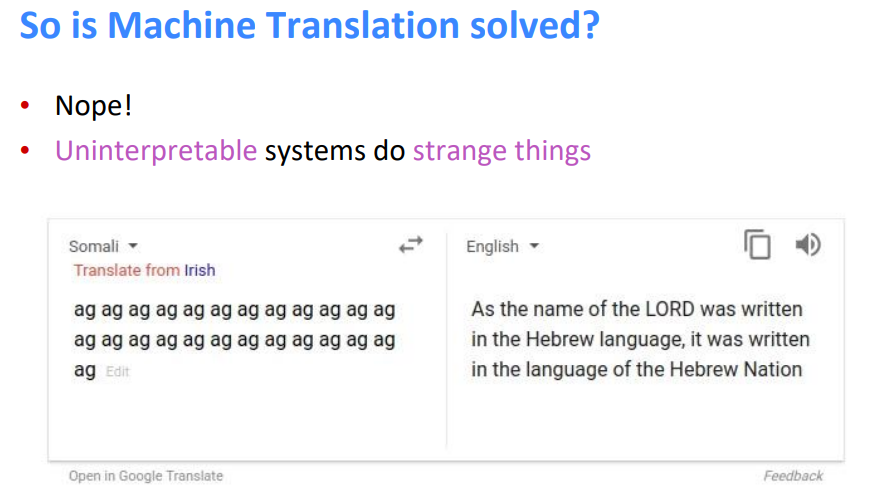 So is Machine Translation solved?
• Nope!
• Uninterpretable systems do strange things
Somali
English
Translate from Irish
ag ag ag ag ag ag ag ag ag ag ag ag
ag ag ag ag ag ag ag ag ag ag ag ag
ag Edit
As the name of the LORD was written
in the Hebrew language, it was written
in the language of the Hebrew Nation
Open in Google Translate
Feedback